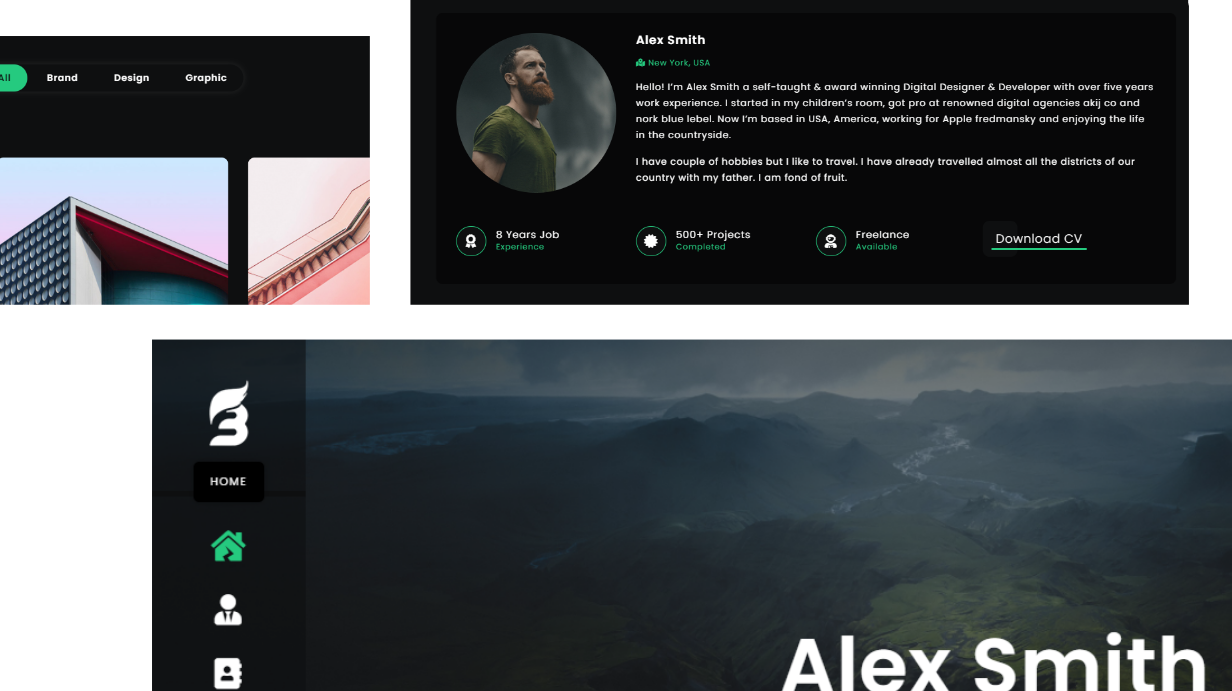 All
Brand
Design
Graphic
Alex Smith
New York, USA
Hello! I'm Alex Smith a self-taught & award winning Digital Designer & Developer with over five years
work experience. I started in my children's room, got pro at renowned digital agencies akij co and
nork blue lebel. Now I'm based in USA, America, working for Apple fredmansky and enjoying the life
in the countryside.
I have couple of hobbies but I like to travel. I have already travelled almost all the districts of our
country with my father. I am fond of fruit.
8 Years Job
Experience
500+ Projects
Completed
Freelance
Available
Download CV
HOME
Alex Smith